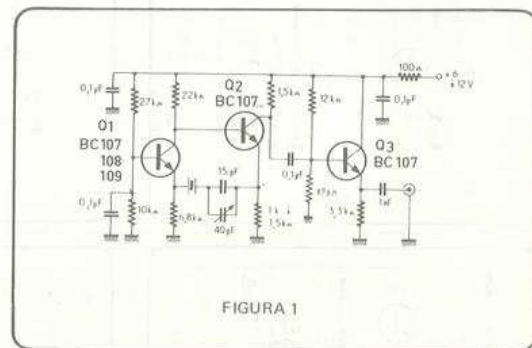 100Ω
+6
+12V
0,1µF
27kΩ
22kΩ
Q2
BC107
1,5kΩ
12kΩ
0,1µF
Q1
BC107
108
109
Q3
BC107
15pF
0,1µF
1nF
0,1µF
10kΩ
6,8kΩ
40pF
1k
1,5kΩ
3,3kΩ
FIGURA 1